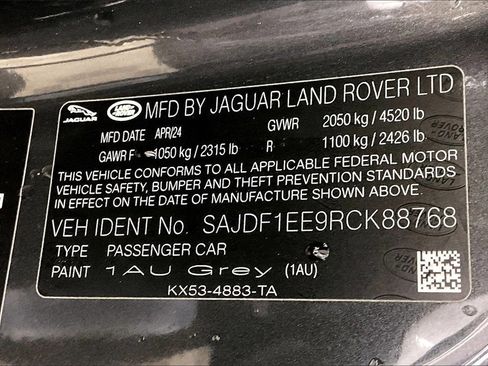 JAGUAR LAND ROVER MFD BY JAGUAR LAND ROVER LTD
MFD DATE APR/24 GVWR 2050 kg / 4520 lb
GAWR F 1050 kg / 2315 lb R 1100 kg / 2426 lb
THIS VEHICLE CONFORMS TO ALL APPLICABLE FEDERAL MOTOR
VEHICLE SAFETY, BUMPER AND THEFT PREVENTION STANDARDS
IN EFFECT ON THE DATE OF MANUFACTURE SHOWN ABOVE.
VEH IDENT No. SAJDF1EE9RCK88768
TYPE PASSENGER CAR
PAINT 1AU Grey (1AU)
KX53-4883-TA